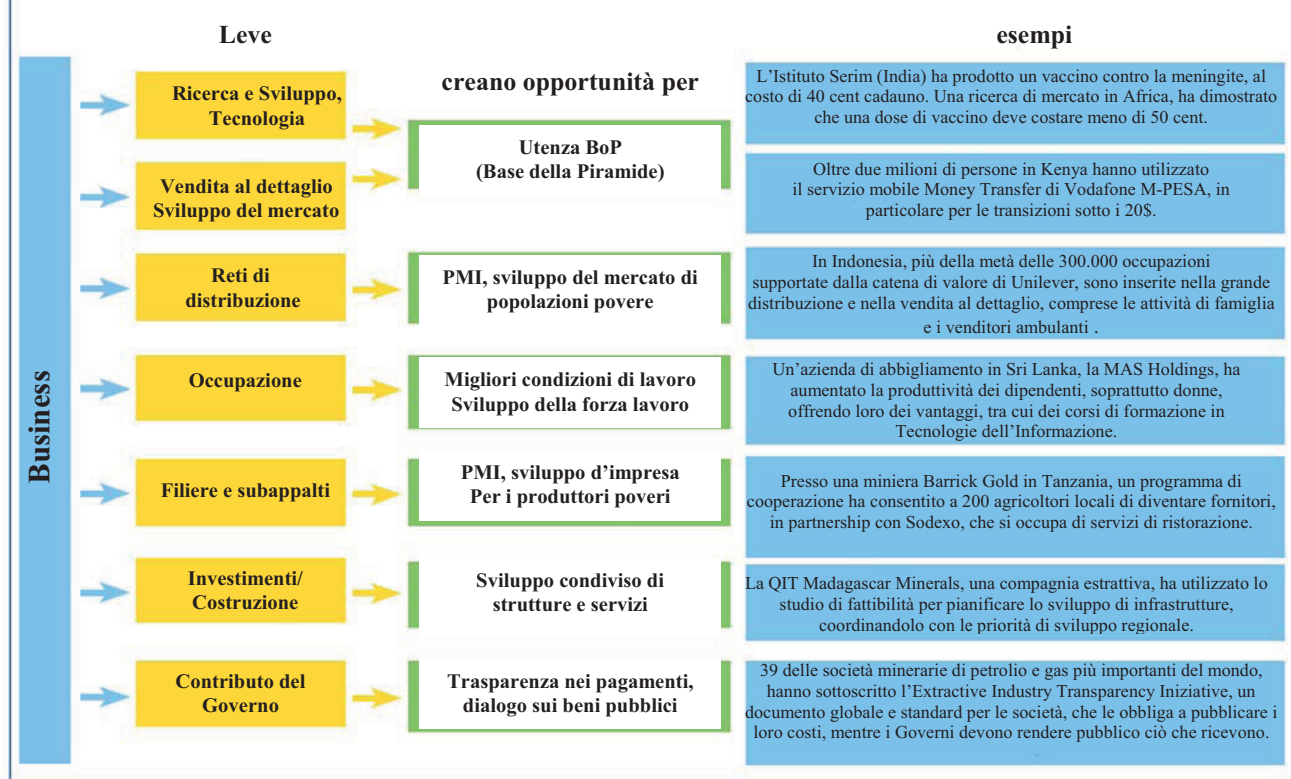 Leve
creano opportunità per
esempi
Business
Ricerca e Sviluppo,
Tecnologia
Vendita al dettaglio
Sviluppo del mercato
Utenza BoP
(Base della Piramide)
L'Istituto Serim (India) ha prodotto un vaccino contro la meningite, al
costo di 40 cent cadauno. Una ricerca di mercato in Africa, ha dimostrato
che una dose di vaccino deve costare meno di 50 cent.
Oltre due milioni di persone in Kenya hanno utilizzato
il servizio mobile Money Transfer di Vodafone M-PESA, in
particolare per le transizioni sotto i 20$.
Reti di
distribuzione
PMI, sviluppo del mercato di
popolazioni povere
In Indonesia, più della metà delle 300.000 occupazioni
supportate dalla catena di valore di Unilever, sono inserite nella grande
distribuzione e nella vendita al dettaglio, comprese le attività di famiglia
e i venditori ambulanti .
Occupazione
Migliori condizioni di lavoro
Sviluppo della forza lavoro
Un'azienda di abbigliamento in Sri Lanka, la MAS Holdings, ha
aumentato la produttività dei dipendenti, soprattutto donne,
offrendo loro dei vantaggi, tra cui dei corsi di formazione in
Tecnologie dell'Informazione.
Filiere e subappalti
PMI, sviluppo d'impresa
Per i produttori poveri
Presso una miniera Barrick Gold in Tanzania, un programma di
cooperazione ha consentito a 200 agricoltori locali di diventare fornitori,
in partnership con Sodexo, che si occupa di servizi di ristorazione.
Investimenti/
Costruzione
Sviluppo condiviso di
strutture e servizi
La QIT Madagascar Minerals, una compagnia estrattiva, ha utilizzato lo
studio di fattibilità per pianificare lo sviluppo di infrastrutture,
coordinandolo con le priorità di sviluppo regionale.
Contributo del
Governo
Trasparenza nei pagamenti,
dialogo sui beni pubblici
39 delle società minerarie di petrolio e gas più importanti del mondo,
hanno sottoscritto l'Extractive Industry Transparency Iniziative, un
documento globale e standard per le società, che le obbliga a pubblicare i
loro costi, mentre i Governi devono rendere pubblico ciò che ricevono.